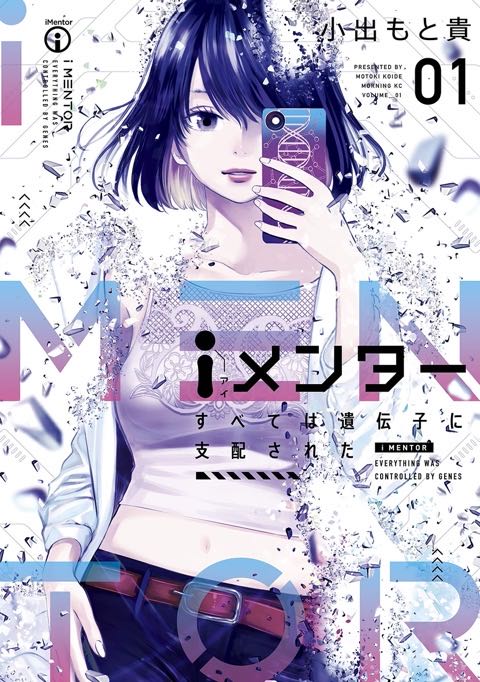 iMentor
i MENTOR
EVERYTHING WAS
CONTROLLED BY GENES
小出もと貴
PRESENTED BY
MOTOKI KOIDE
MORNING KC
VOLUME_01
01
i
MEN
TOR
iメンター
アイ
すべては遺伝子に
支配された
i MENTOR
EVERYTHING WAS
CONTROLLED BY GENES